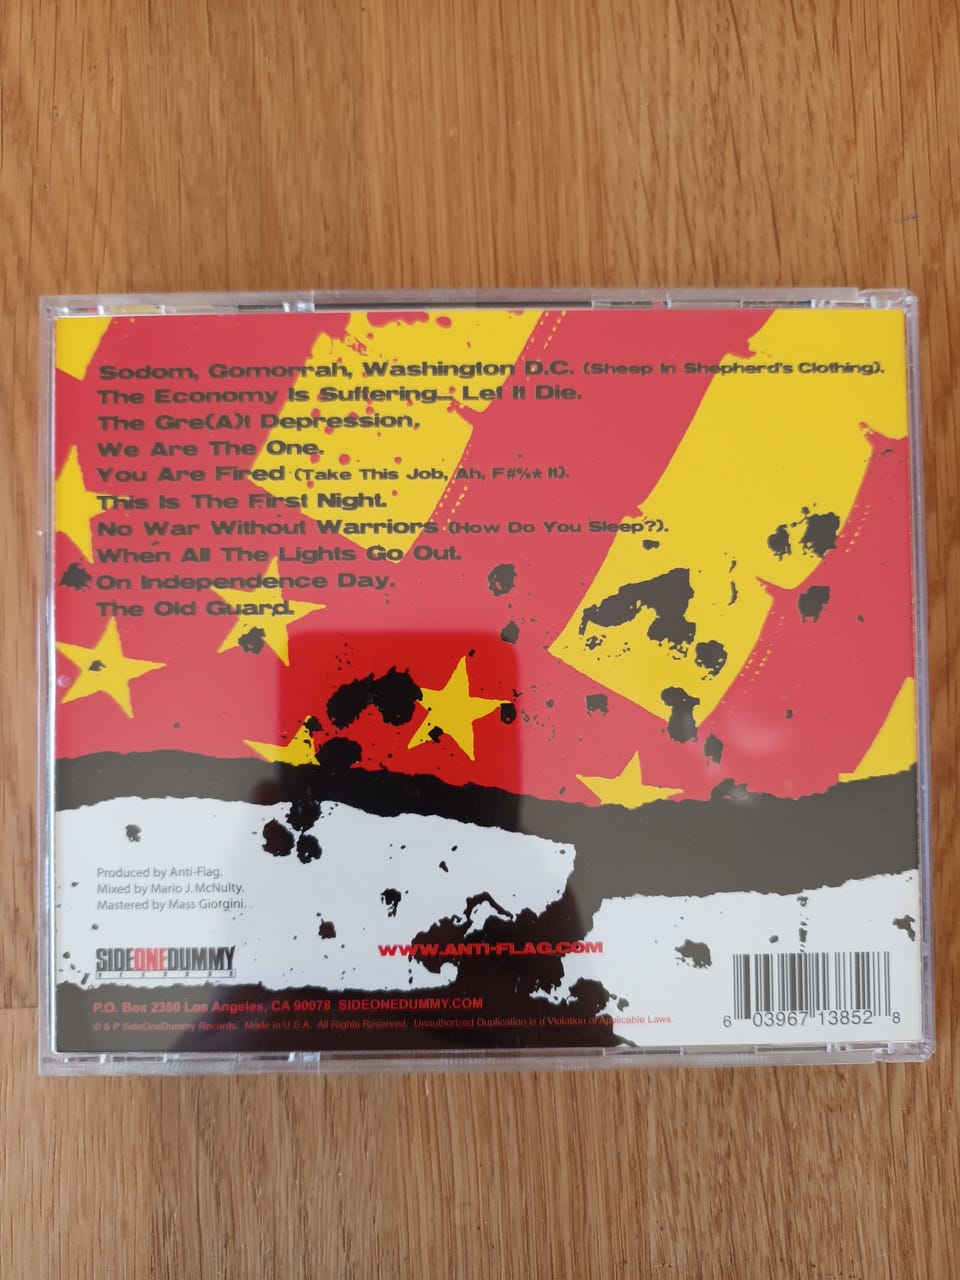 Sodom, Gomorrah, Washington D.C. (Sheep In Shepherd's Clothing).
The Economy Is Suffering... Let It Die.
The Gre(A)t Depression.
We Are The One.
You Are Fired (Take This Job, Ah, F#%* It).
This Is The First Night.
No War Without Warriors (How Do You Sleep?).
When All The Lights Go Out.
On Independence Day.
The Old Guard.
Produced by Anti-Flag.
Mixed by Mario J. McNulty.
Mastered by Mass Giorgini.
WWW.ANTI-FLAG.COM
SIDEONEDUMMY
RECORDS
P.O. Box 2350 Los Angeles, CA 90078 SIDEONEDUMMY.COM
© & P SideOneDummy Records. Made in U.S.A. All Rights Reserved. Unauthorized Duplication is a Violation of Applicable Laws.
6 03967 13852 8